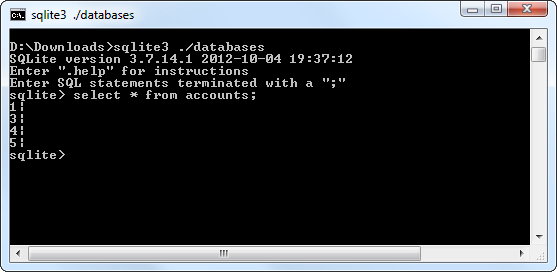 sqlite3 ./databases
D:\Downloads>sqlite3 ./databases
SQLite version 3.7.14.1 2012-10-04 19:37:12
Enter ".help" for instructions
Enter SQL statements terminated with a ";"
sqlite> select * from accounts;
1¦
3¦
4¦
5¦
sqlite>